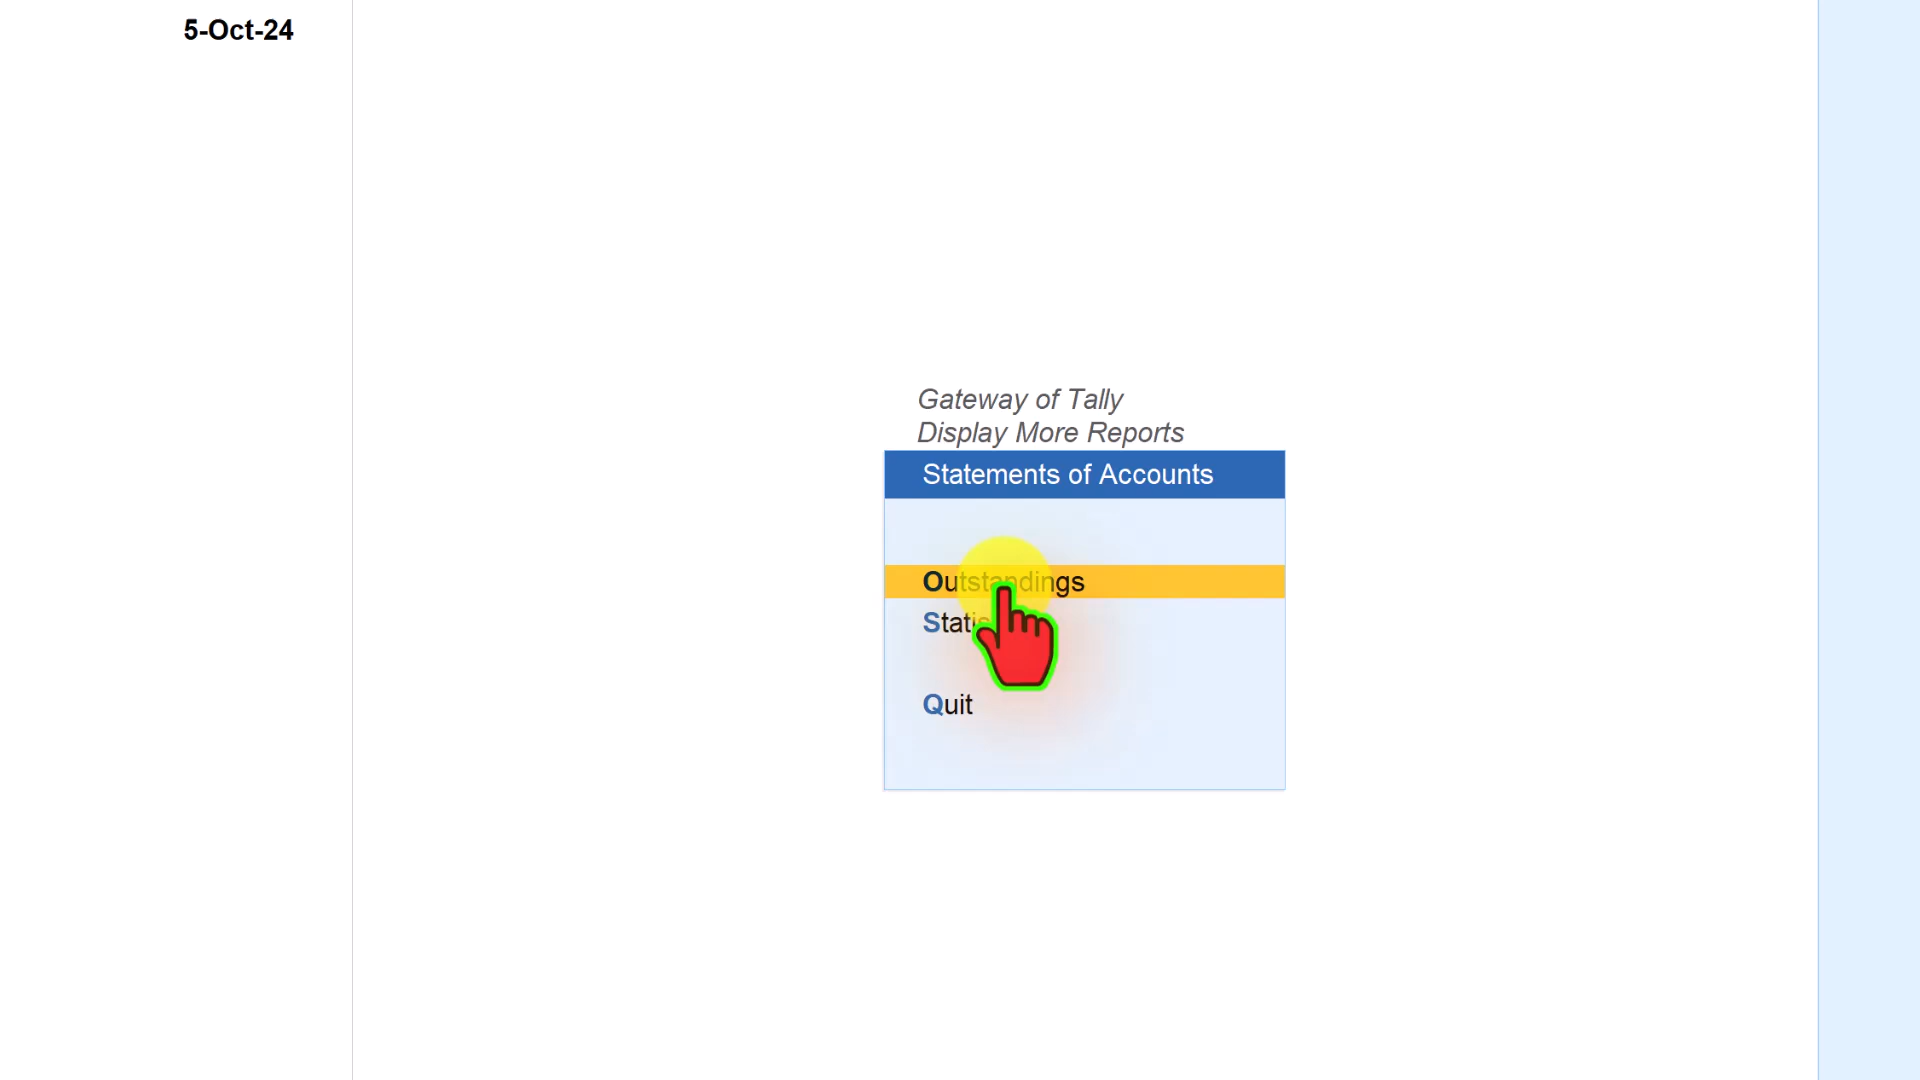 5-Oct-24
Gateway of Tally
Display More Reports
Statements of Accounts
Outstandings
Quit